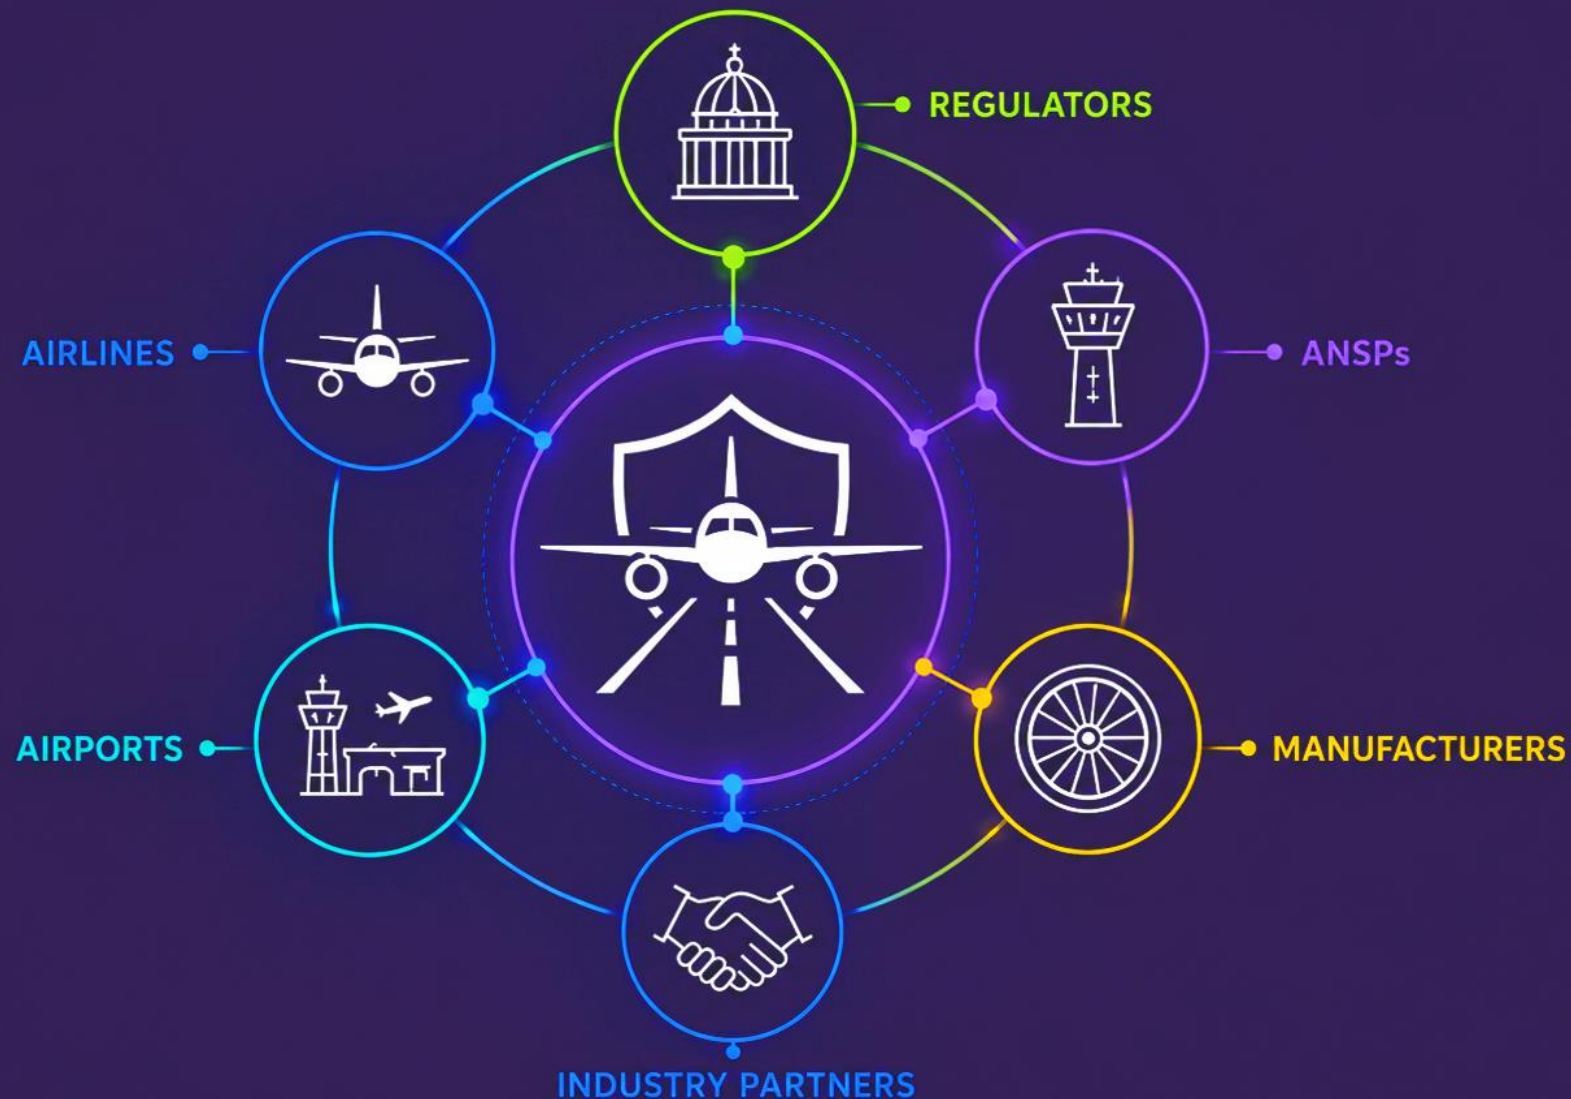 REGULATORS
AIRLINES
ANSPs
AIRPORTS
MANUFACTURERS
INDUSTRY PARTNERS